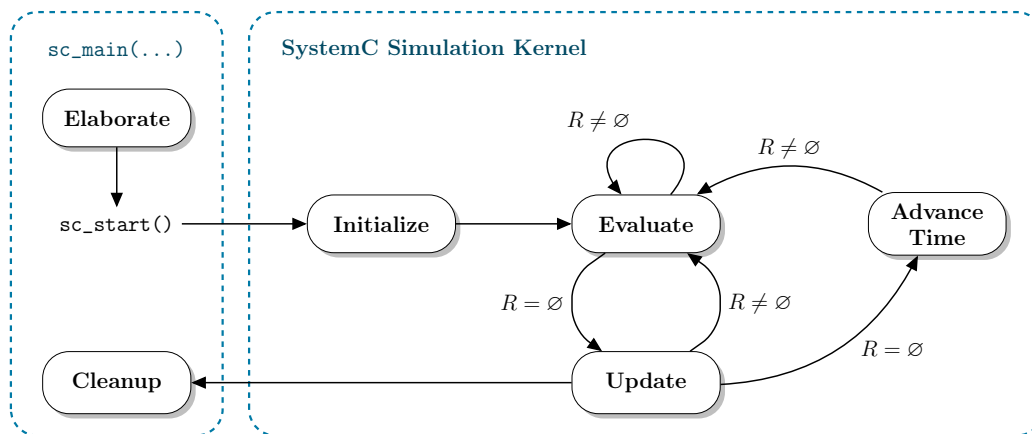 sc_main(...)
SystemC Simulation Kernel
Elaborate
R ≠ ∅
R ≠ ∅
sc_start()
Initialize
Evaluate
Advance
Time
R = ∅
R ≠ ∅
R = ∅
Cleanup
Update